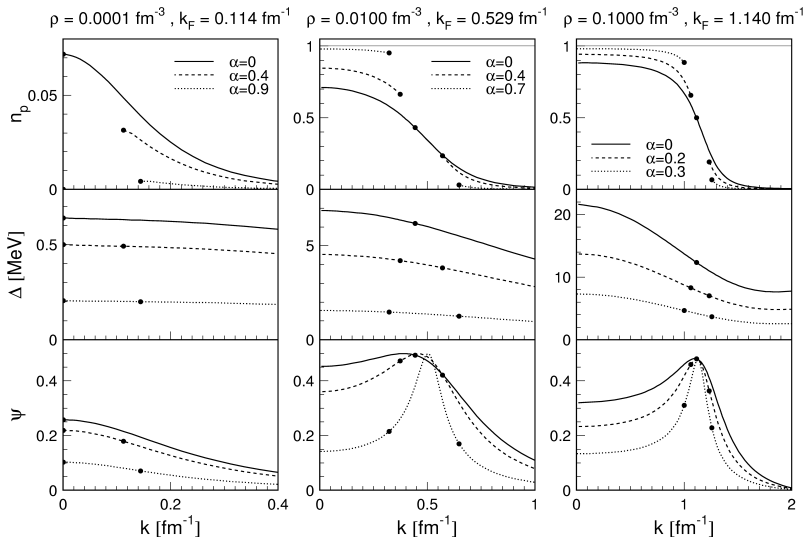 ρ = 0.0001 fm⁻³ , k_F = 0.114 fm⁻¹
ρ = 0.0100 fm⁻³ , k_F = 0.529 fm⁻¹
ρ = 0.1000 fm⁻³ , k_F = 1.140 fm⁻¹
n_p
0.05
0
α=0
α=0.4
α=0.9
1
0.5
0
α=0
α=0.4
α=0.7
1
0.5
0
α=0
α=0.2
α=0.3
Δ [MeV]
0.5
0
5
0
20
10
0
ψ
0.4
0.2
0
0.4
0.2
0
0.4
0.2
0
0 0.2 0.4
0 0.5 1
0 1 2
k [fm⁻¹]
k [fm⁻¹]
k [fm⁻¹]